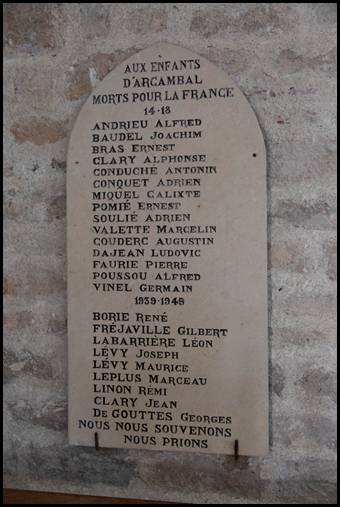 AUX ENFANTS
D'ARCAMBAL
MORTS POUR LA FRANCE
14-18
ANDRIEU ALFRED
BAUDEL JOACHIM
BRAS ERNEST
CLARY ALPHONSE
CONDUCHÉ ANTONIN
CONQUET ADRIEN
MIQUEL CALIXTE
POMIÉ ERNEST
SOULIÉ ADRIEN
VALETTE MARCELIN
COUDERC AUGUSTIN
DAJEAN LUDOVIC
FAURIE PIERRE
POUSSOU ALFRED
VINEL GERMAIN
1939-1945
BORIE RENÉ
FRÉJAVILLE GILBERT
LABARRIÈRE LÉON
LÉVY JOSEPH
LÉVY MAURICE
LEPLUS MARCEAU
LINON RÉMI
CLARY JEAN
DE GOUTTES GEORGES
NOUS NOUS SOUVENONS
NOUS PRIONS